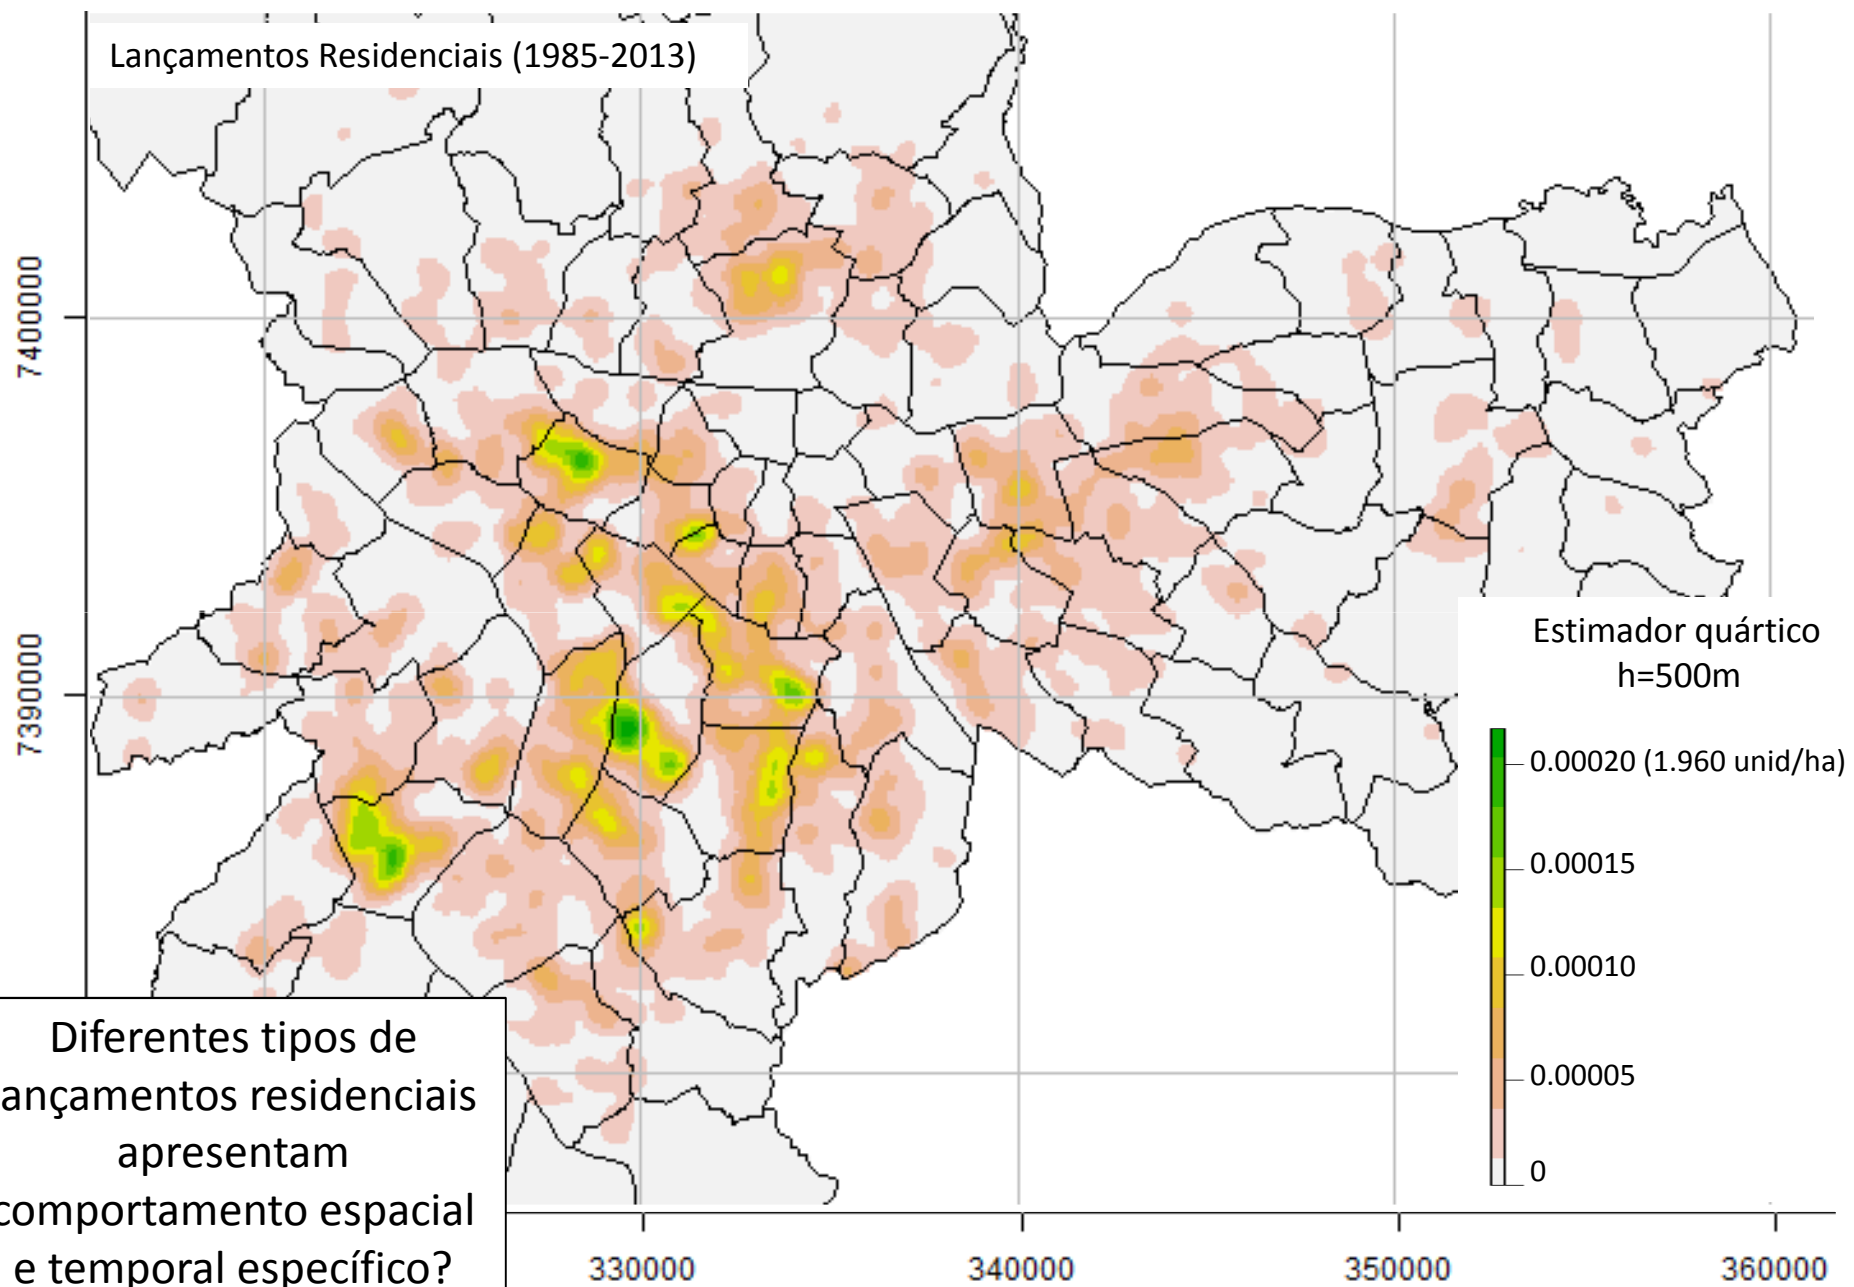 Lançamentos Residenciais (1985-2013)
7400000
7390000
Estimador quártico
h=500m
0.00020 (1.960 unid/ha)
0.00015
0.00010
0.00005
0
Diferentes tipos de
ançamentos residenciais
apresentam
comportamento espacial
e temporal específico?
330000
340000
350000
360000